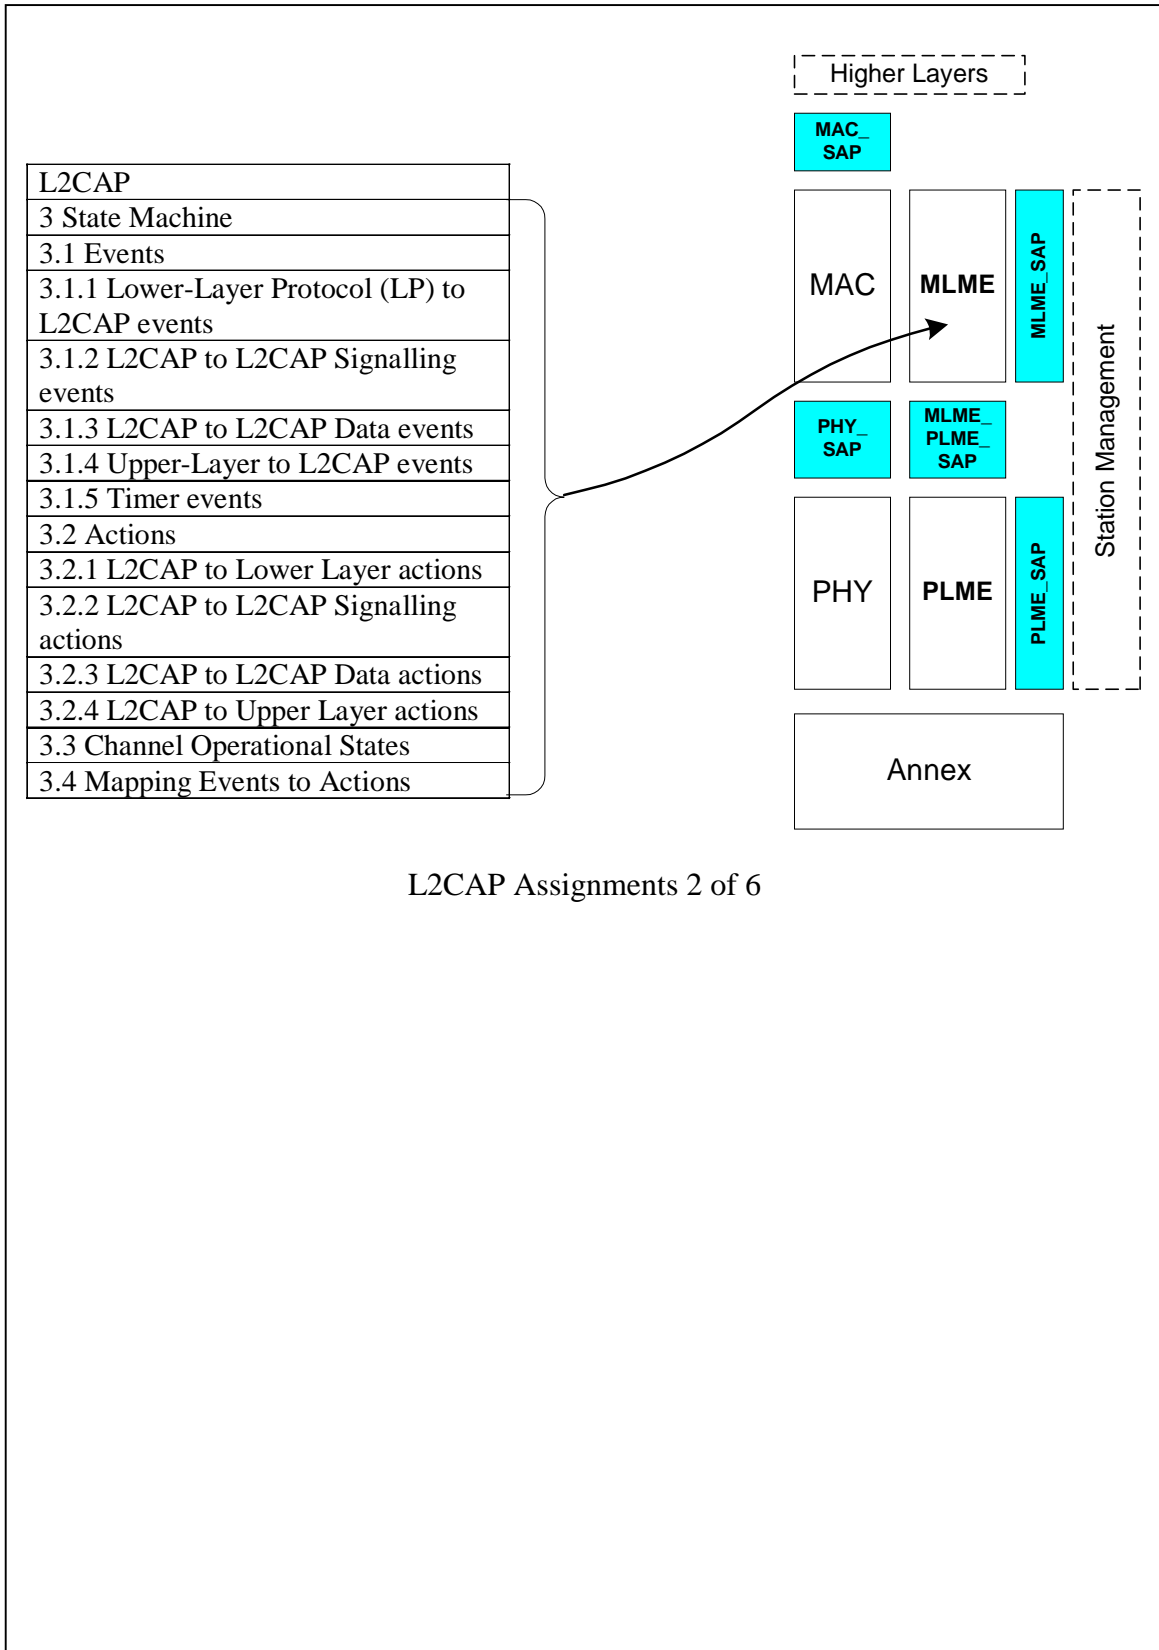 L2CAP
3 State Machine
3.1 Events
3.1.1 Lower-Layer Protocol (LP) to
L2CAP events
3.1.2 L2CAP to L2CAP Signalling
events
3.1.3 L2CAP to L2CAP Data events
3.1.4 Upper-Layer to L2CAP events
3.1.5 Timer events
3.2 Actions
3.2.1 L2CAP to Lower Layer actions
3.2.2 L2CAP to L2CAP Signalling
actions
3.2.3 L2CAP to L2CAP Data actions
3.2.4 L2CAP to Upper Layer actions
3.3 Channel Operational States
3.4 Mapping Events to Actions
Higher Layers
MAC_
SAP
MAC
MLME
MLME_SAP
Station Management
PHY_
SAP
MLME_
PLME_
SAP
PHY
PLME
PLME_SAP
Annex
L2CAP Assignments 2 of 6